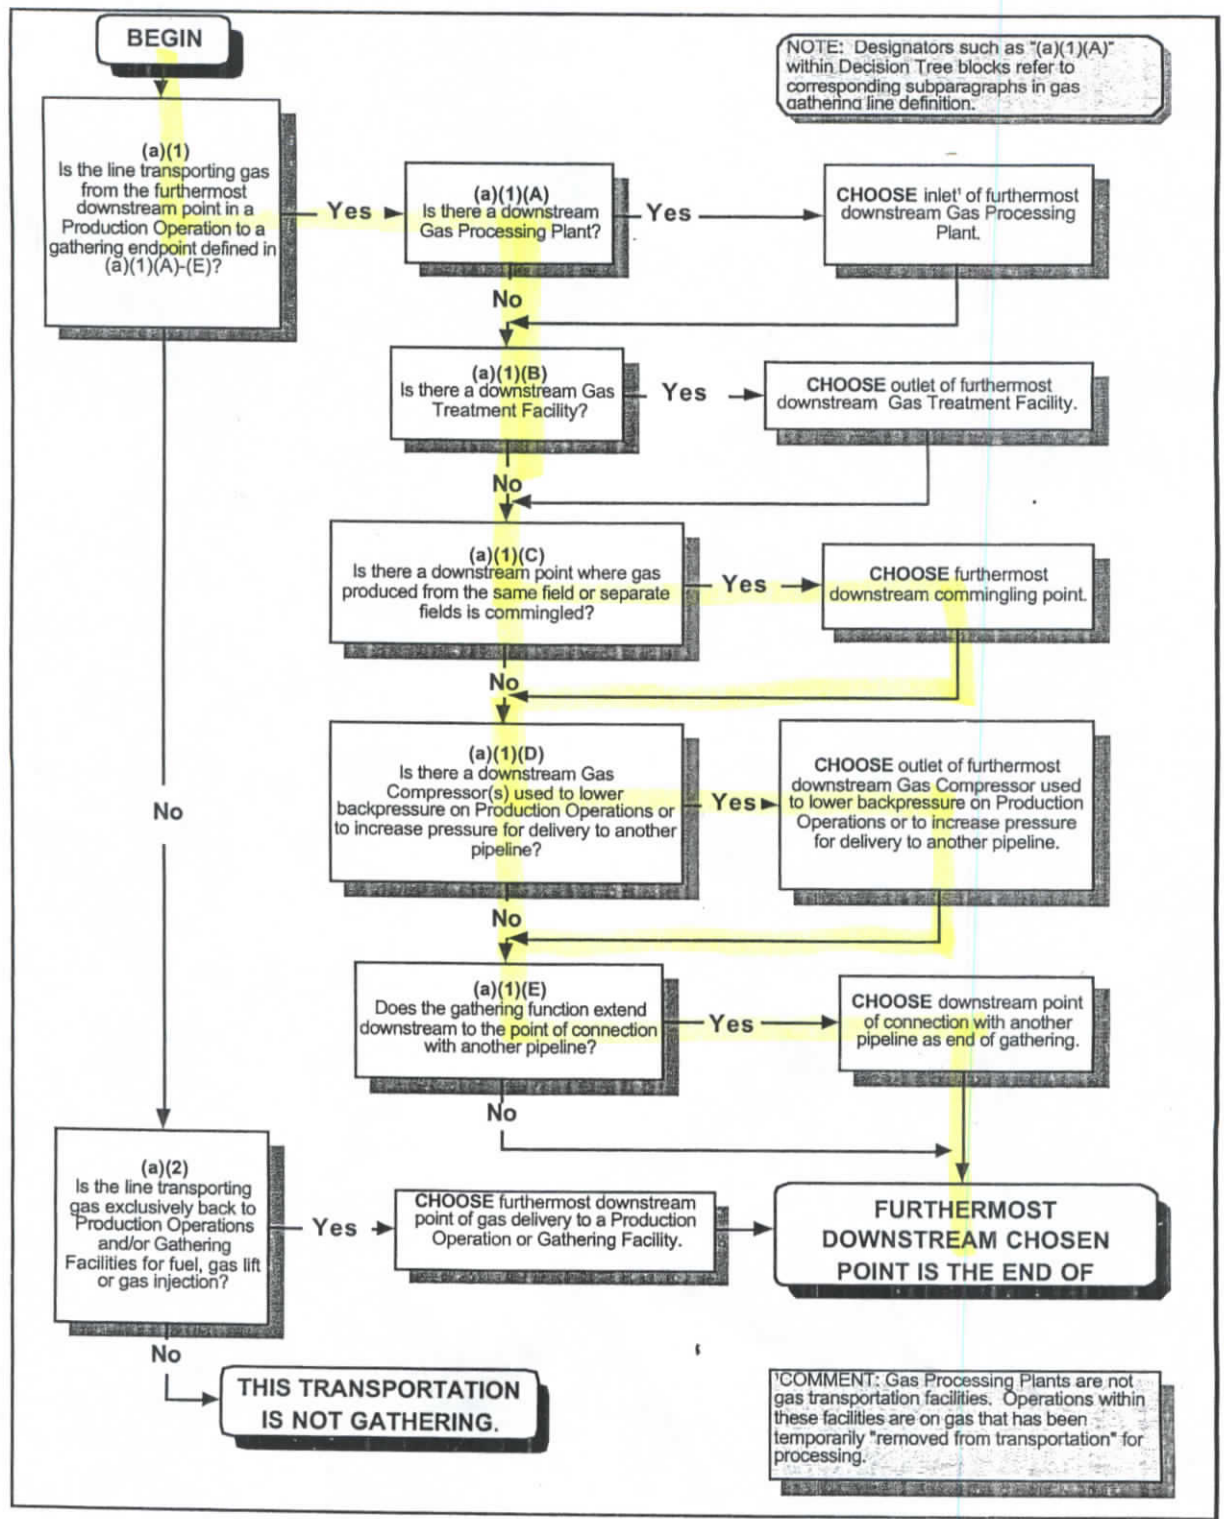 BEGIN
NOTE: Designators such as "(a)(1)(A)"
within Decision Tree blocks refer to
corresponding subparagraphs in gas
gathering line definition.
(a)(1)
Is the line transporting gas
from the furthermost
downstream point in a
Production Operation to a
gathering endpoint defined in
(a)(1)(A)-(E)?
Yes
(a)(1)(A)
Is there a downstream
Gas Processing Plant?
Yes
CHOOSE inlet¹ of furthermost
downstream Gas Processing
Plant.
No
(a)(1)(B)
Is there a downstream Gas
Treatment Facility?
Yes
CHOOSE outlet of furthermost
downstream Gas Treatment Facility.
No
(a)(1)(C)
Is there a downstream point where gas
produced from the same field or separate
fields is commingled?
Yes
CHOOSE furthermost
downstream commingling point.
No
(a)(1)(D)
Is there a downstream Gas
Compressor(s) used to lower
backpressure on Production Operations or
to increase pressure for delivery to another
pipeline?
Yes
CHOOSE outlet of furthermost
downstream Gas Compressor used
to lower backpressure on Production
Operations or to increase pressure
for delivery to another pipeline.
No
No
(a)(1)(E)
Does the gathering function extend
downstream to the point of connection
with another pipeline?
Yes
CHOOSE downstream point
of connection with another
pipeline as end of gathering.
No
(a)(2)
Is the line transporting
gas exclusively back to
Production Operations
and/or Gathering
Facilities for fuel, gas lift
or gas injection?
Yes
CHOOSE furthermost downstream
point of gas delivery to a Production
Operation or Gathering Facility.
FURTHERMOST
DOWNSTREAM CHOSEN
POINT IS THE END OF
No
THIS TRANSPORTATION
IS NOT GATHERING.
¹COMMENT: Gas Processing Plants are not
gas transportation facilities. Operations within
these facilities are on gas that has been
temporarily "removed from transportation" for
processing.